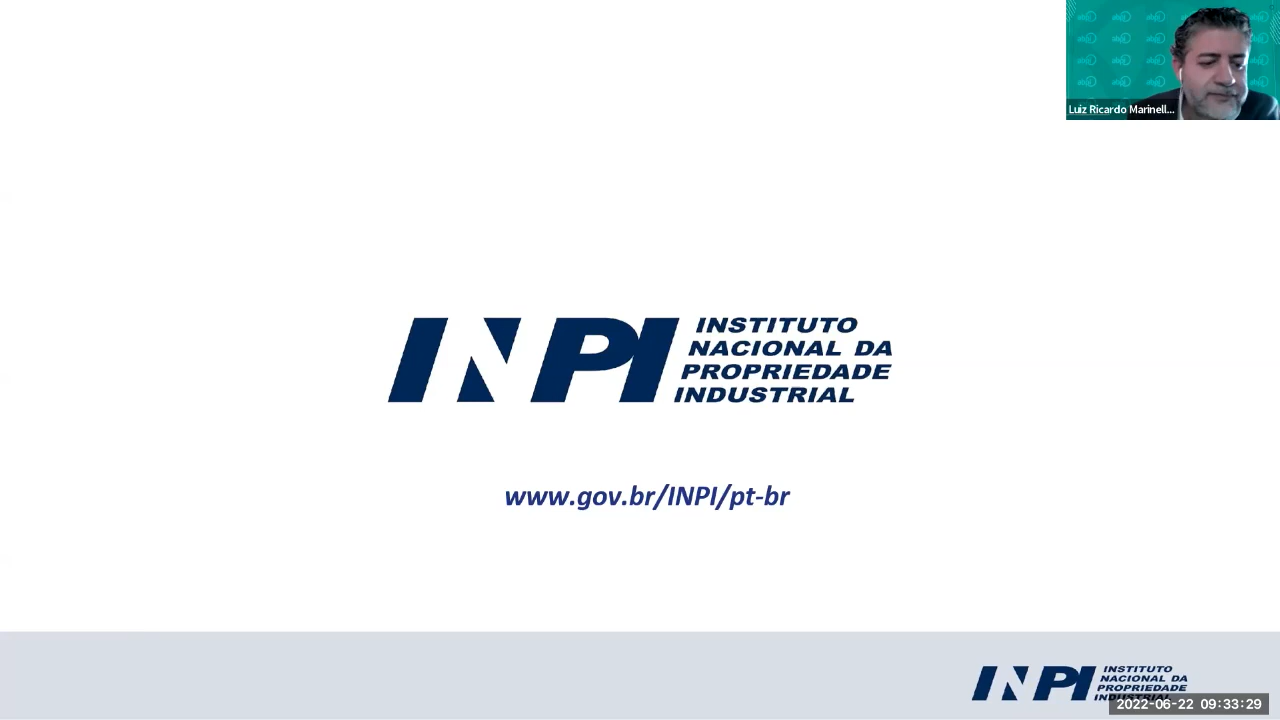 Luiz Ricardo Marinell...
INPI
INSTITUTO
NACIONAL DA
PROPRIEDADE
INDUSTRIAL
www.gov.br/INPI/pt-br
INPI
INSTITUTO
NACIONAL DA
PROPRIEDADE
INDUSTRIAL
2022-06-22 09:33:29